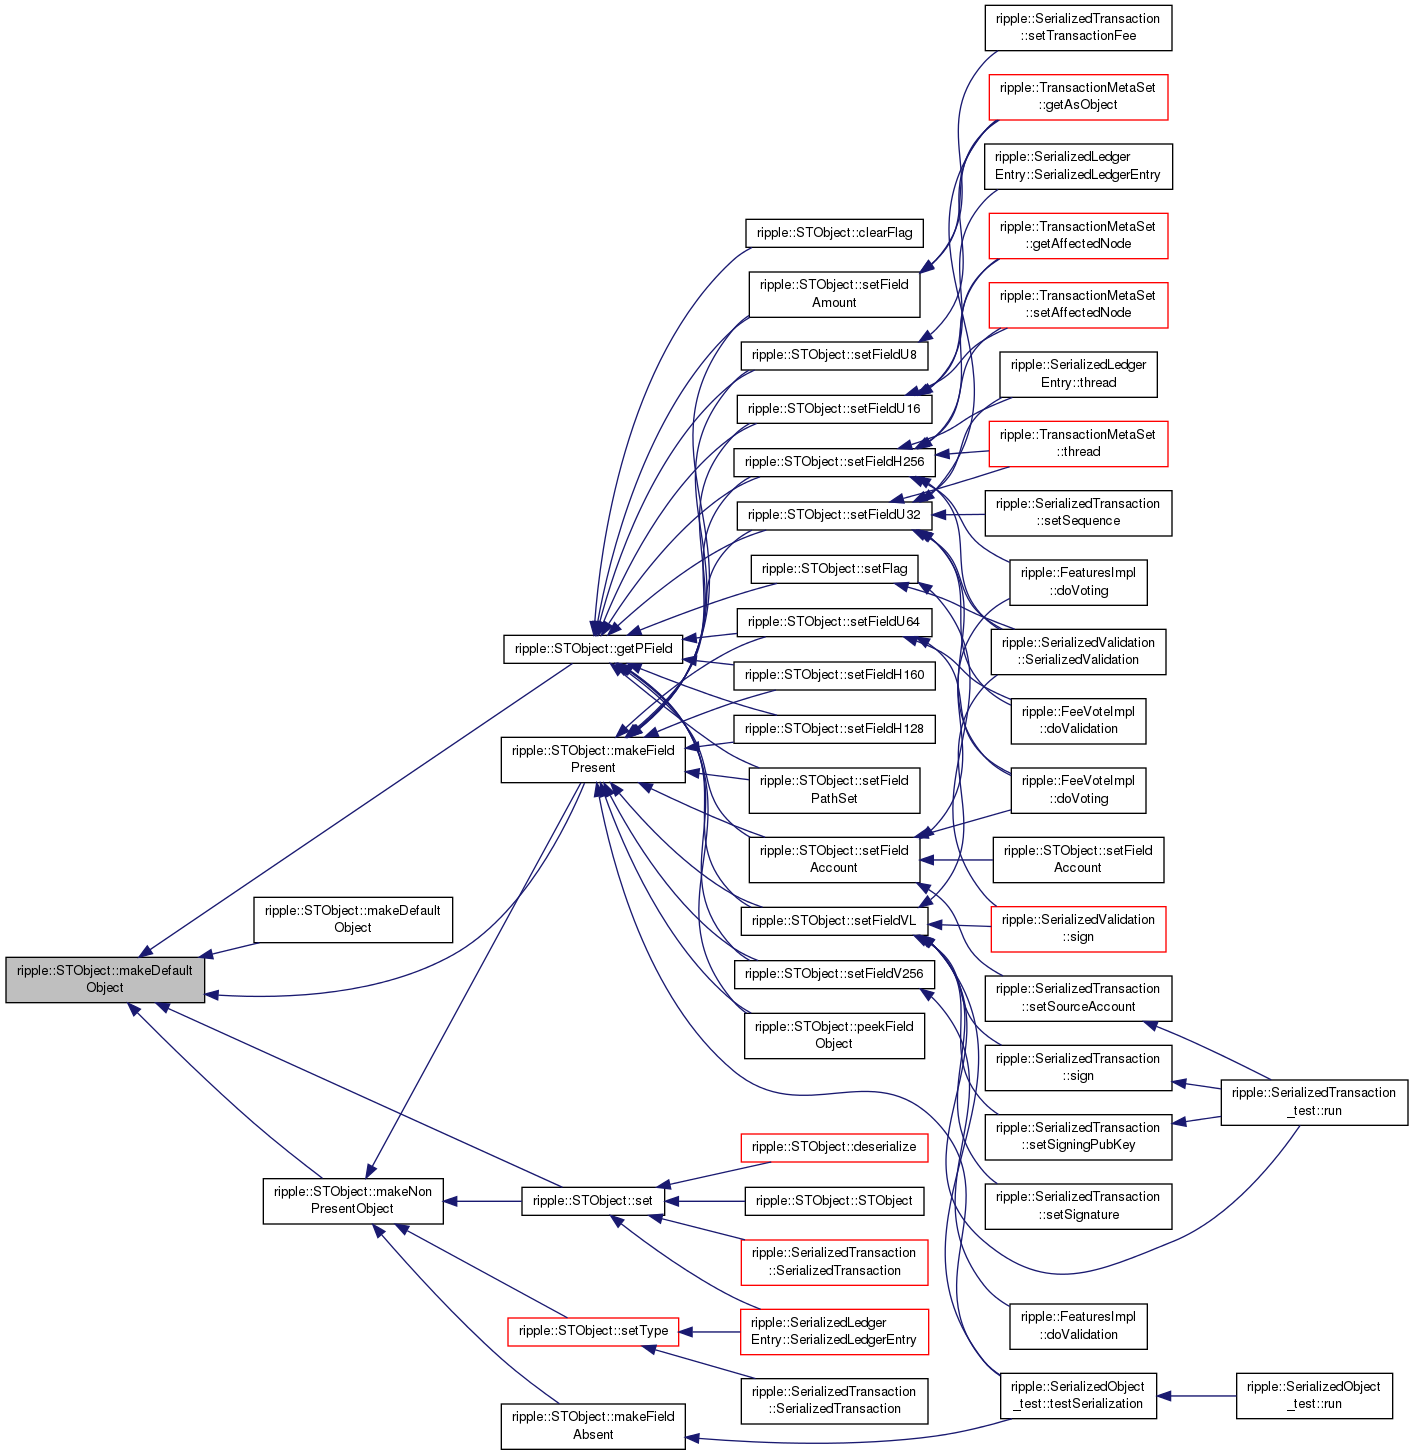 ripple::STObject::makeDefault
Object
ripple::STObject::makeDefault
Object
ripple::STObject::makeNon
PresentObject
ripple::STObject::getPField
ripple::STObject::makeField
Present
ripple::STObject::set
ripple::STObject::setType
ripple::STObject::makeField
Absent
ripple::STObject::clearFlag
ripple::STObject::setField
Amount
ripple::STObject::setFieldU8
ripple::STObject::setFieldU16
ripple::STObject::setFieldH256
ripple::STObject::setFieldU32
ripple::STObject::setFlag
ripple::STObject::setFieldU64
ripple::STObject::setFieldH160
ripple::STObject::setFieldH128
ripple::STObject::setField
PathSet
ripple::STObject::setField
Account
ripple::STObject::setFieldVL
ripple::STObject::setFieldV256
ripple::STObject::peekField
Object
ripple::STObject::deserialize
ripple::STObject::STObject
ripple::SerializedTransaction
::SerializedTransaction
ripple::SerializedLedger
Entry::SerializedLedgerEntry
ripple::SerializedTransaction
::SerializedTransaction
ripple::SerializedTransaction
::setTransactionFee
ripple::TransactionMetaSet
::getAsObject
ripple::SerializedLedger
Entry::SerializedLedgerEntry
ripple::TransactionMetaSet
::getAffectedNode
ripple::TransactionMetaSet
::setAffectedNode
ripple::SerializedLedger
Entry::thread
ripple::TransactionMetaSet
::thread
ripple::SerializedTransaction
::setSequence
ripple::FeaturesImpl
::doVoting
ripple::SerializedValidation
::SerializedValidation
ripple::FeeVoteImpl
::doValidation
ripple::FeeVoteImpl
::doVoting
ripple::STObject::setField
Account
ripple::SerializedValidation
::sign
ripple::SerializedTransaction
::setSourceAccount
ripple::SerializedTransaction
::sign
ripple::SerializedTransaction
::setSigningPubKey
ripple::SerializedTransaction
::setSignature
ripple::FeaturesImpl
::doValidation
ripple::SerializedObject
_test::testSerialization
ripple::SerializedTransaction
_test::run
ripple::SerializedObject
_test::run